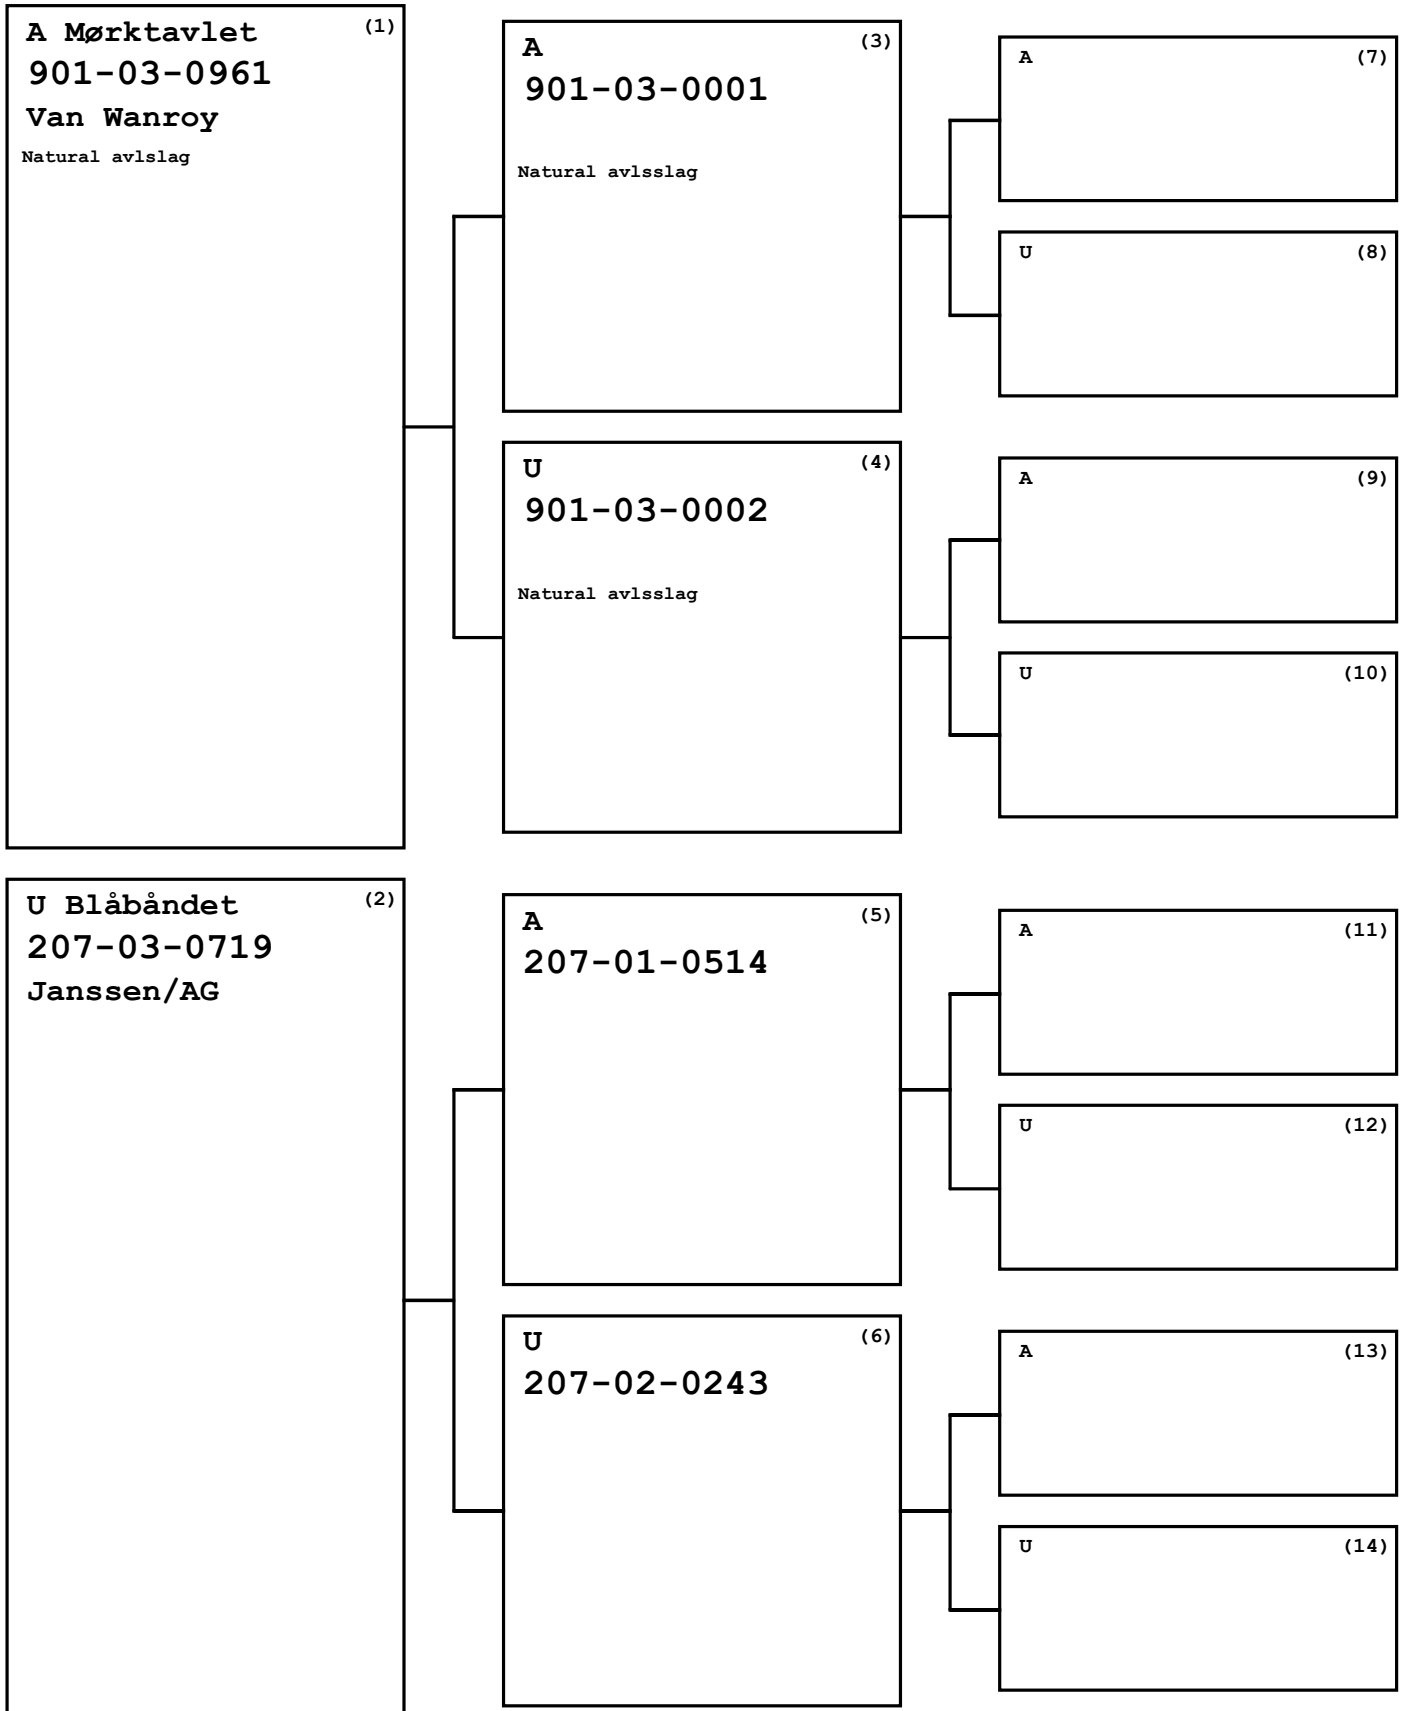 A Mørktavlet (1)
901-03-0961
Van Wanroy
Natural avlslag
A (3)
901-03-0001
Natural avlsslag
A (7)
U (8)
U (4)
901-03-0002
Natural avlsslag
A (9)
U (10)
U Blåbåndet (2)
207-03-0719
Janssen/AG
A (5)
207-01-0514
A (11)
U (12)
U (6)
207-02-0243
A (13)
U (14)